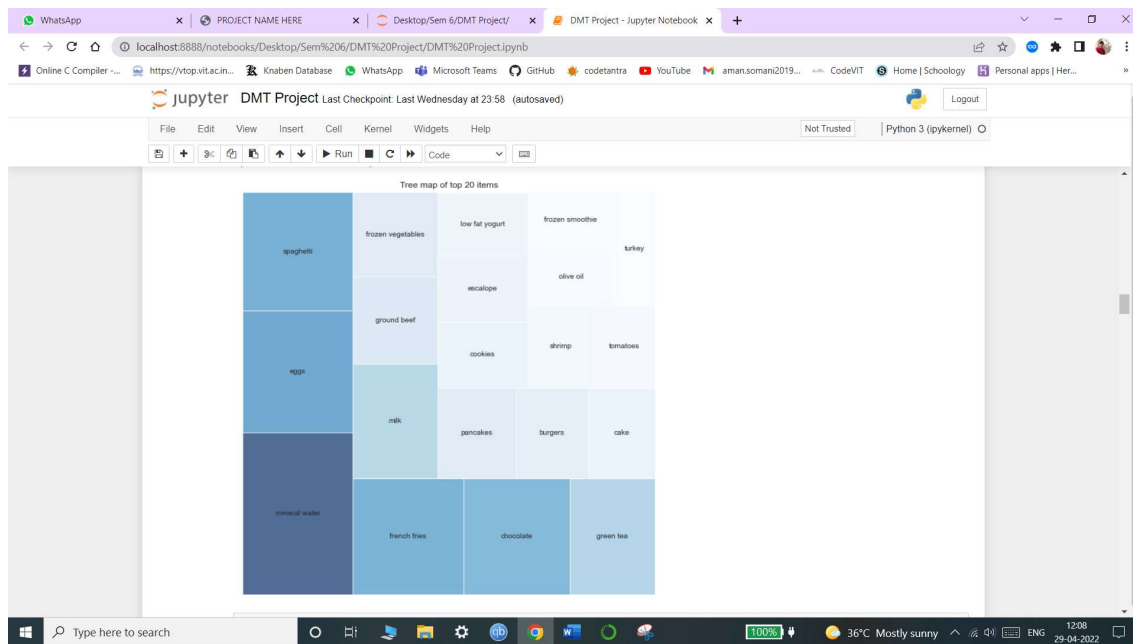 WhatsApp PROJECT NAME HERE Desktop/Sem 6/DMT Project/ DMT Project - Jupyter Notebook
localhost:8888/notebooks/Desktop/Sem%206/DMT%20Project/DMT%20Project.ipynb
Online C Compiler -... https://vtop.vit.ac.in... Knaben Database WhatsApp Microsoft Teams GitHub codetantra YouTube aman.somani2019... CodeVIT Home | Schoology Personal apps | Her... »
jupyter DMT Project Last Checkpoint: Last Wednesday at 23:58 (autosaved) Logout
File Edit View Insert Cell Kernel Widgets Help Not Trusted Python 3 (ipykernel)
Run Code
Tree map of top 20 items
frozen smoothie
low fat yogurt
frozen vegetables
turkey
spaghetti
olive oil
escalope
ground beef
shrimp tomatoes
cookies
eggs
milk
pancakes burgers cake
mineral water
french fries chocolate green tea
Type here to search 100% 36°C Mostly sunny ENG 12:08
29-04-2022